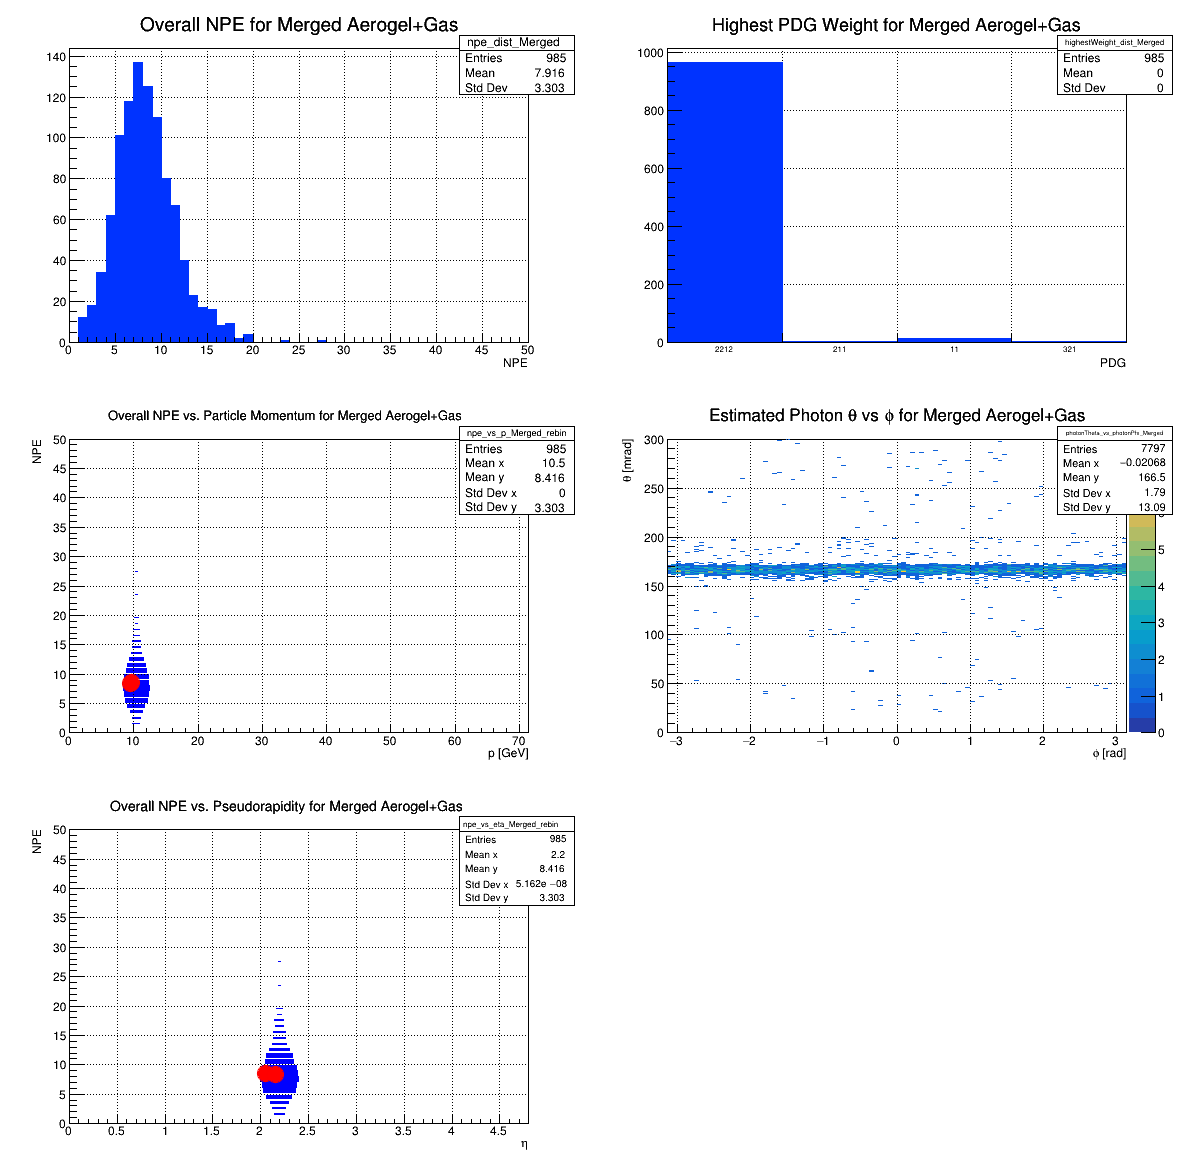 Overall NPE for Merged Aerogel+Gas
npe_dist_Merged
Entries 985
Mean 7.916
Std Dev 3.303
140
120
100
80
60
40
20
0
0 5 10 15 20 25 30 35 40 45 50
NPE
Highest PDG Weight for Merged Aerogel+Gas
highestWeight_dist_Merged
Entries 985
Mean 0
Std Dev 0
1000
800
600
400
200
0
2212 211 11 321
PDG
Overall NPE vs. Particle Momentum for Merged Aerogel+Gas
npe_vs_p_Merged_rebin
Entries 985
Mean x 10.5
Mean y 8.416
Std Dev x 0
Std Dev y 3.303
NPE
50
45
40
35
30
25
20
15
10
5
0
0 10 20 30 40 50 60 70
p [GeV]
Estimated Photon θ vs ϕ for Merged Aerogel+Gas
photonTheta_vs_photonPhi_Merged
Entries 7797
Mean x −0.02068
Mean y 166.5
Std Dev x 1.79
Std Dev y 13.09
θ [mrad]
300
250
200
150
100
50
0
−3 −2 −1 0 1 2 3
ϕ [rad]
5
4
3
2
1
0
Overall NPE vs. Pseudorapidity for Merged Aerogel+Gas
npe_vs_eta_Merged_rebin
Entries 985
Mean x 2.2
Mean y 8.416
Std Dev x 5.162e −08
Std Dev y 3.303
NPE
50
45
40
35
30
25
20
15
10
5
0
0 0.5 1 1.5 2 2.5 3 3.5 4 4.5
η